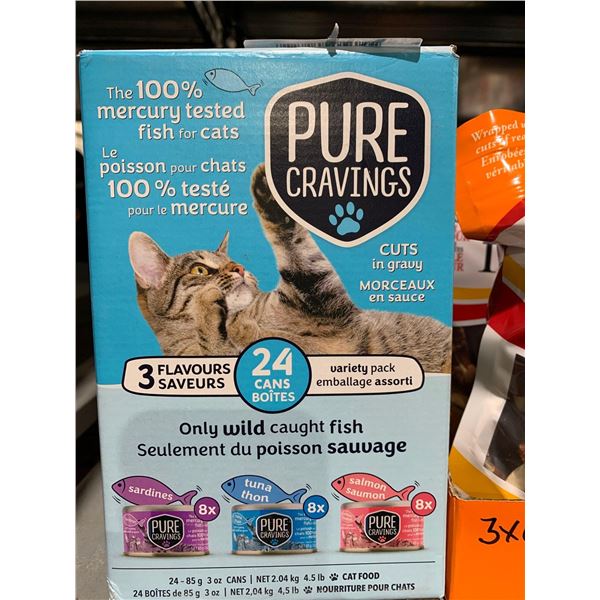 The 100%
mercury tested
fish for cats
Le
poisson pour chats
100 % testé
pour le mercure
PURE
CRAVINGS
CUTS
in gravy
MORCEAUX
en sauce
3 FLAVOURS
SAVEURS
24
CANS
BOÎTES
variety pack
emballage assorti
Only wild caught fish
Seulement du poisson sauvage
sardines
8x
tuna
thon
8x
salmon
saumon
8x
PURE
CRAVINGS
PURE
CRAVINGS
PURE
CRAVINGS
24 – 85 g 3 oz CANS | NET 2.04 kg 4.5 lb CAT FOOD
24 BOÎTES de 85 g 3 oz | NET 2,04 kg 4,5 lb NOURRITURE POUR CHATS
Wrapped
cuts of